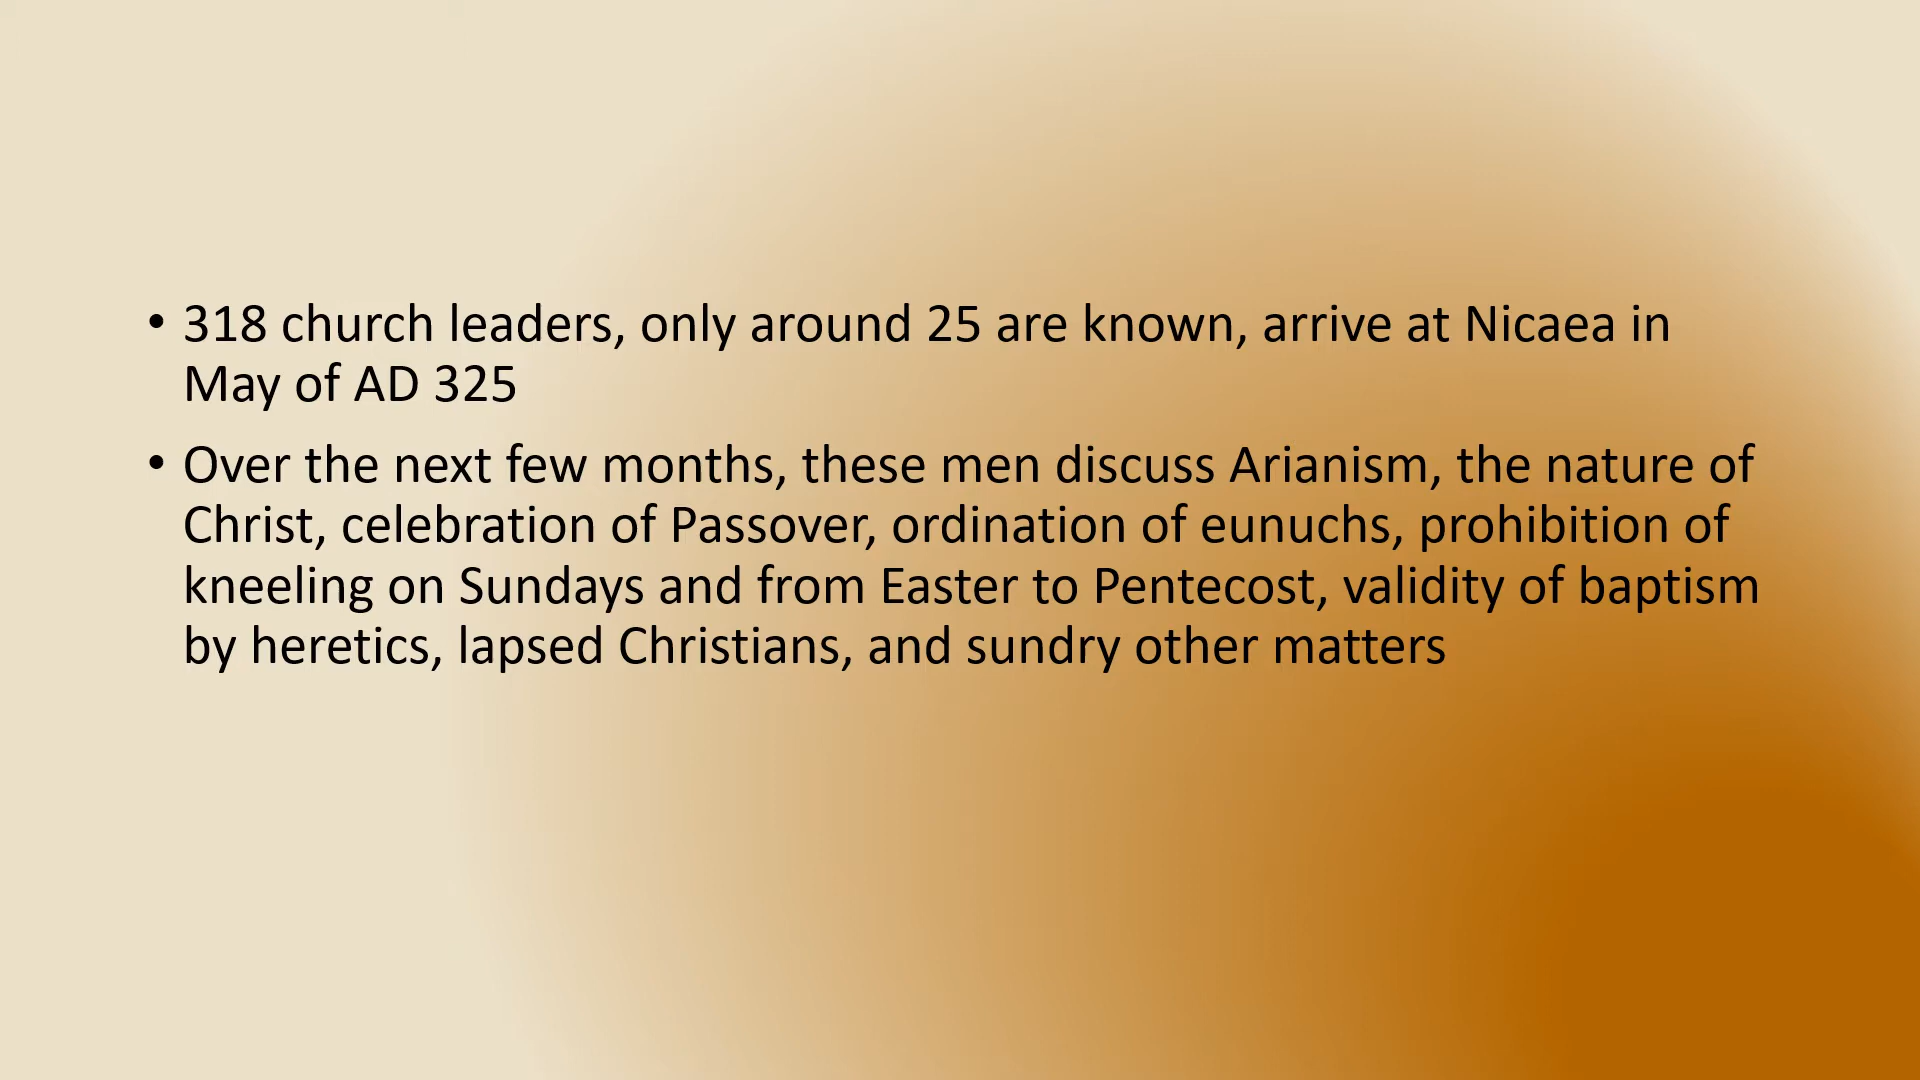 • 318 church leaders, only around 25 are known, arrive at Nicaea in
May of AD 325
• Over the next few months, these men discuss Arianism, the nature of
Christ, celebration of Passover, ordination of eunuchs, prohibition of
kneeling on Sundays and from Easter to Pentecost, validity of baptism
by heretics, lapsed Christians, and sundry other matters